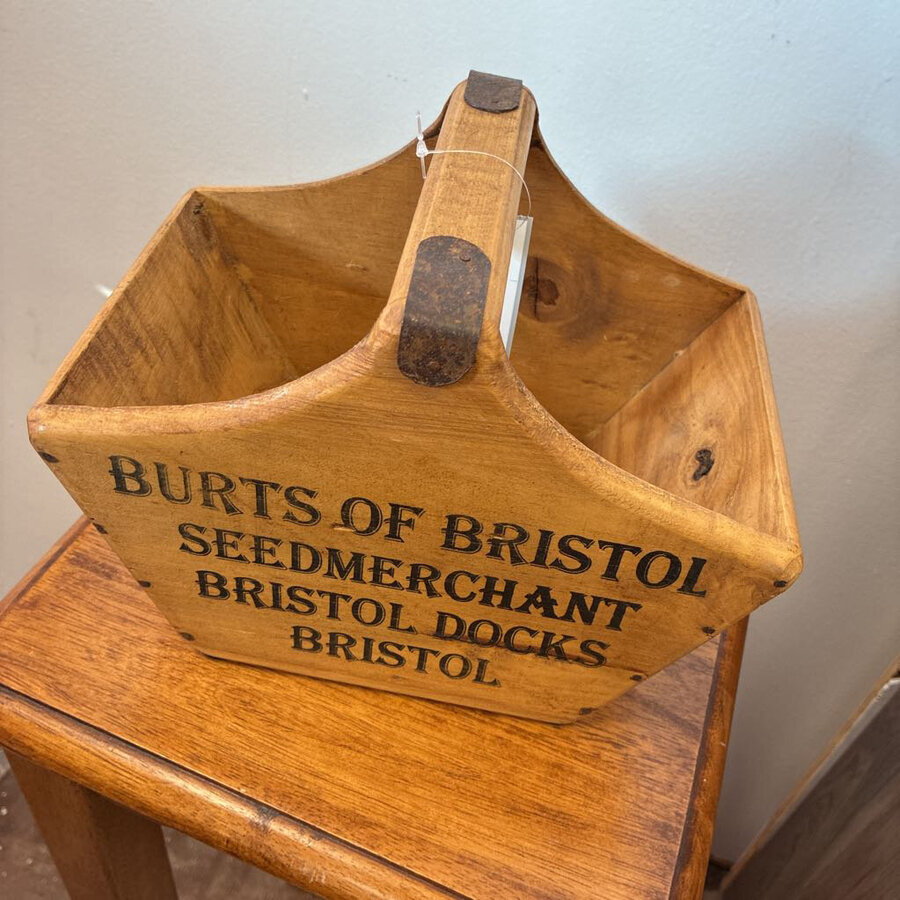 BURTS OF BRISTOL
SEEDMERCHANT
BRISTOL DOCKS
BRISTOL